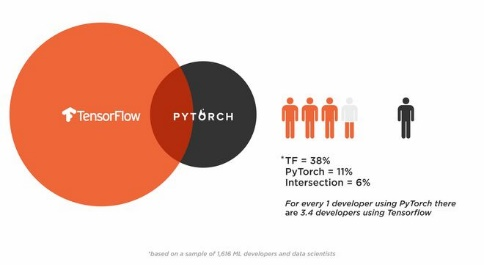 TensorFlow
PYTORCH
*TF = 38%
PyTorch = 11%
Intersection = 6%
For every 1 developer using PyTorch there
are 3.4 developers using Tensorflow
*based on a sample of 1,616 ML developers and data scientists